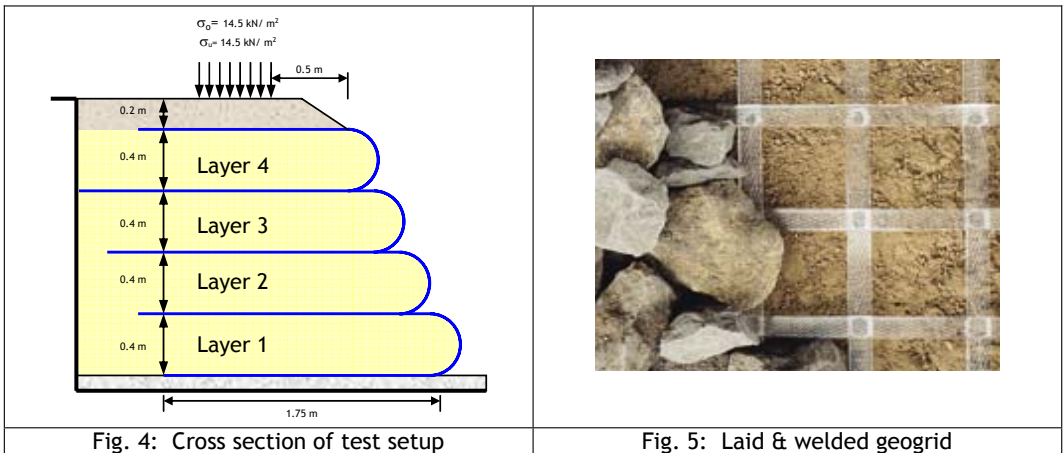 σo= 14.5 kN/ m²
σu= 14.5 kN/ m²
0.5 m
0.2 m
0.4 m
Layer 4
0.4 m
Layer 3
0.4 m
Layer 2
0.4 m
Layer 1
1.75 m
Fig. 4: Cross section of test setup
Fig. 5: Laid & welded geogrid